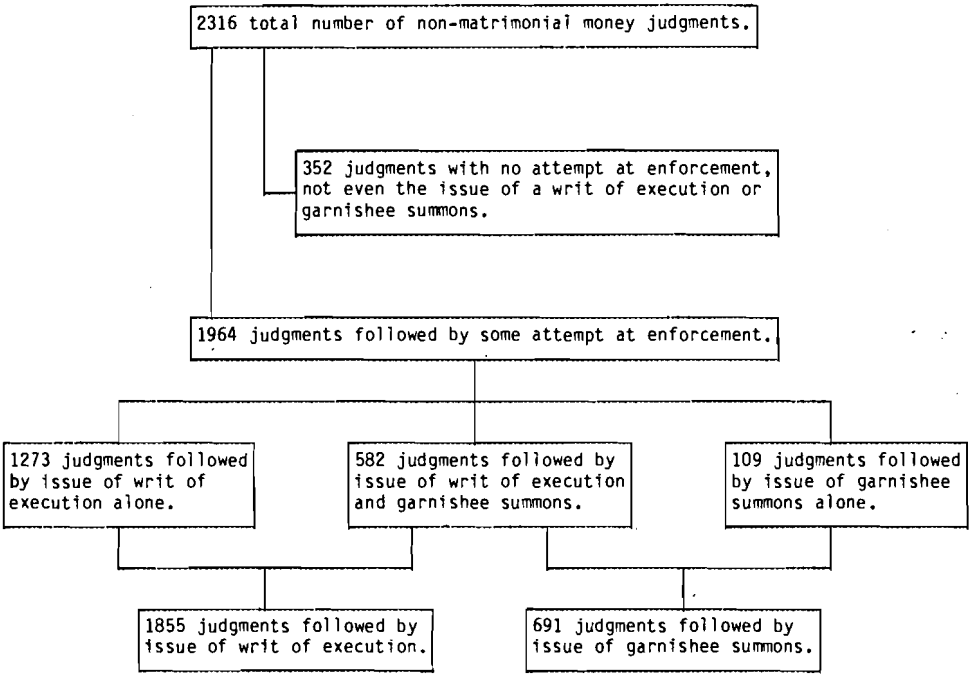 2316 total number of non-matrimonial money judgments.
352 judgments with no attempt at enforcement,
not even the issue of a writ of execution or
garnishee summons.
1964 judgments followed by some attempt at enforcement.
1273 judgments followed
by issue of writ of
execution alone.
582 judgments followed by
issue of writ of execution
and garnishee summons.
109 judgments followed
by issue of garnishee
summons alone.
1855 judgments followed by
issue of writ of execution.
691 judgments followed by
issue of garnishee summons.